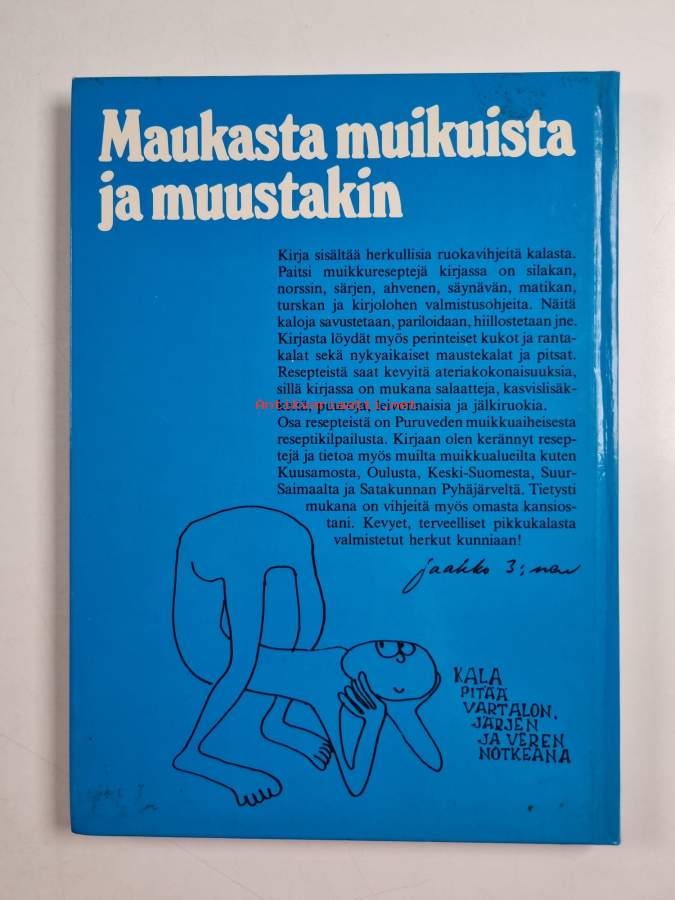 Maukasta muikuista
ja muustakin
Kirja sisältää herkullisia ruokavihjeitä kalasta.
Paitsi muikkureseptejä kirjassa on silakan,
norssin, särjen, ahvenen, säynävän, matikan,
turskan ja kirjolohen valmistusohjeita. Näitä
kaloja savustetaan, pariloidaan, hiillostetaan jne.
Kirjasta löydät myös perinteiset kukot ja ranta-
kalat sekä nykyaikaiset maustekalat ja pitsat.
Resepteistä saat kevyitä ateriakokonaisuuksia,
sillä kirjassa on mukana salaatteja, kasvislisäk-
keitä, puuroja, leivonnaisia ja jälkiruokia.
Osa resepteistä on Puruveden muikkuaiheisesta
reseptikilpailusta. Kirjaan olen kerännyt resep-
tejä ja tietoa myös muilta muikkualueilta kuten
Kuusamosta, Oulusta, Keski-Suomesta, Suur-
Saimaalta ja Satakunnan Pyhäjärveltä. Tietysti
mukana on vihjeitä myös omasta kansios-
tani. Kevyet, terveelliset pikkukalasta
valmistetut herkut kunniaan!
jaakko 3:nen
KALA
PITÄÄ
VARTALON,
JÄRJEN
JA VEREN
NOTKEANA